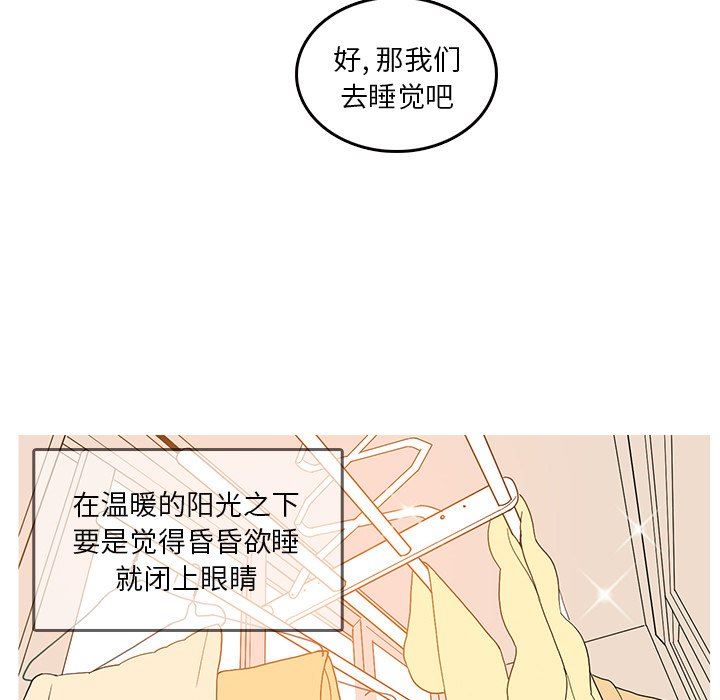 好, 那我们
去睡觉吧
在温暖的阳光之下
要是觉得昏昏欲睡
就闭上眼睛